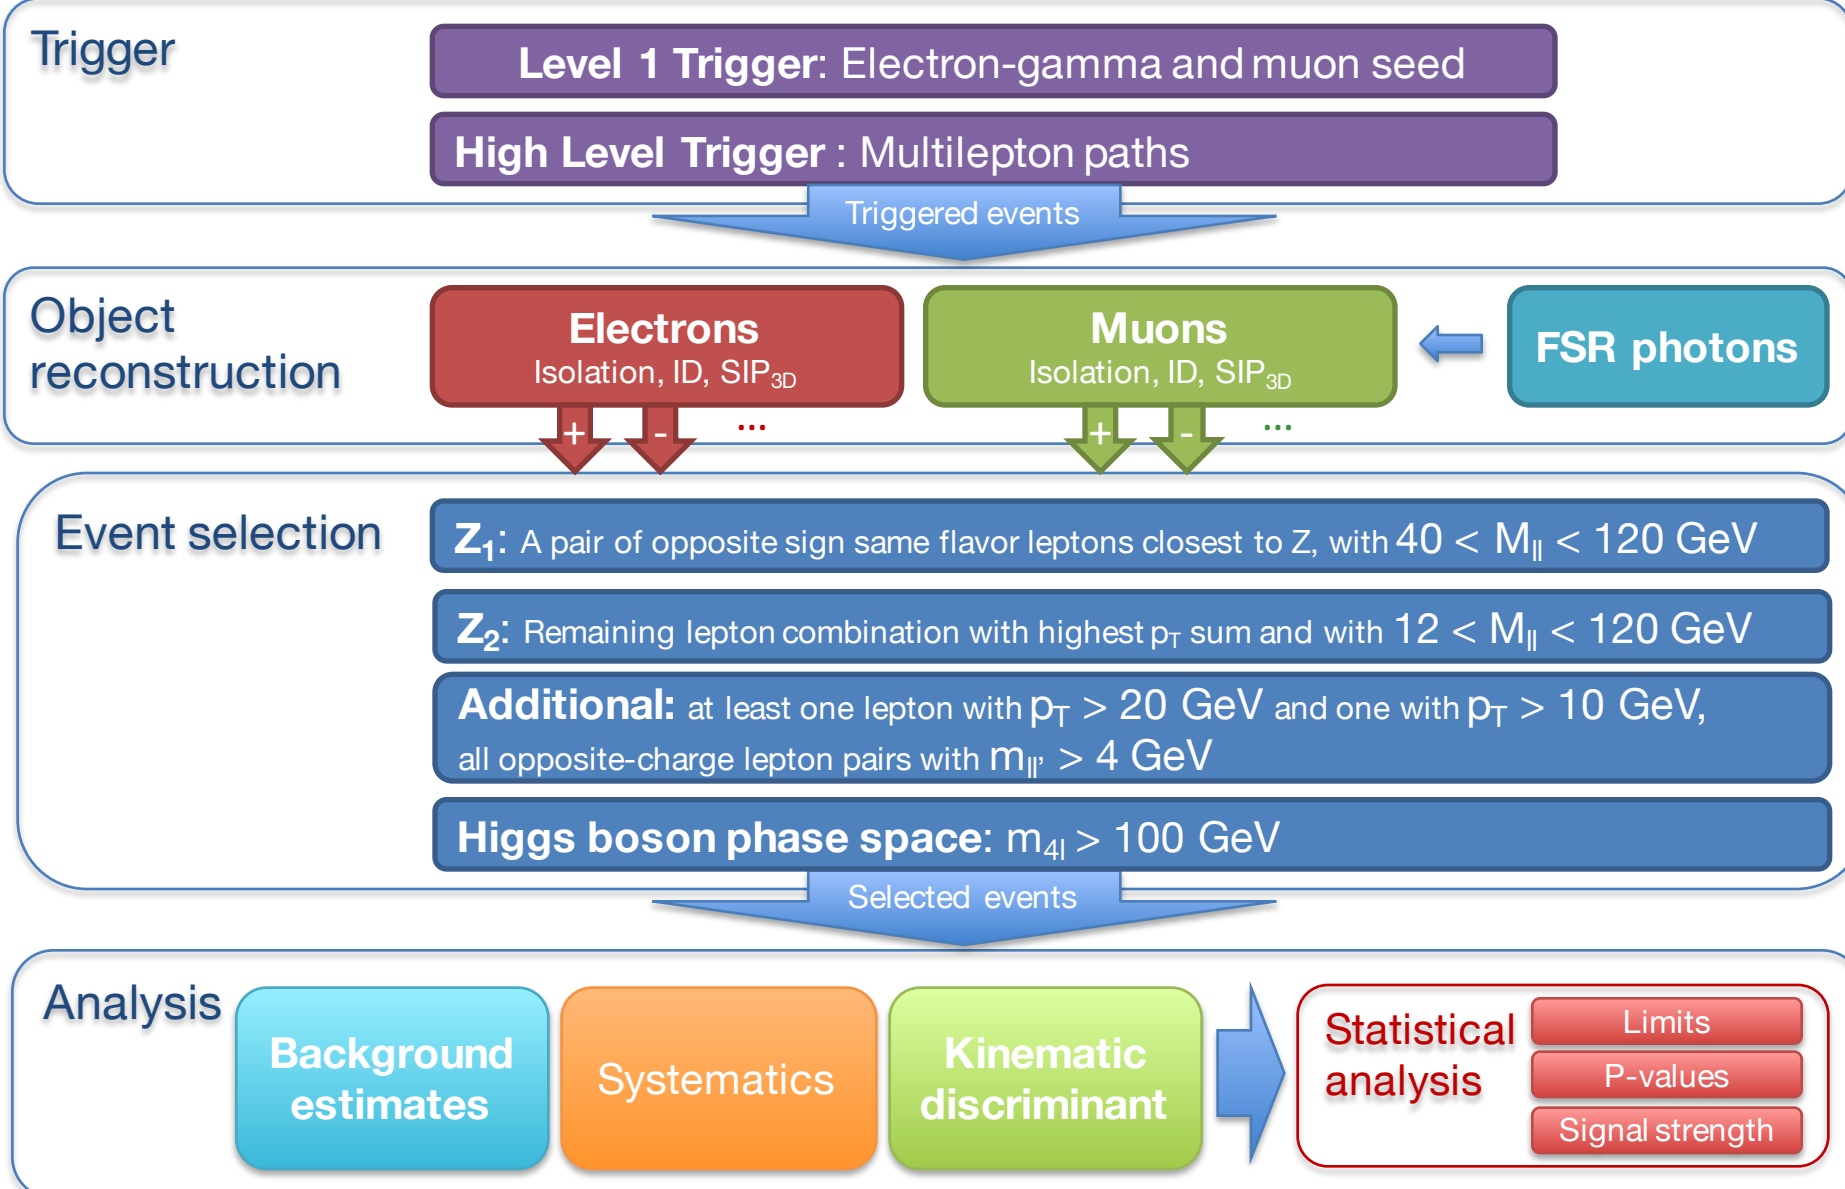 Trigger
Level 1 Trigger: Electron-gamma and muon seed
High Level Trigger : Multilepton paths
Triggered events
Object
reconstruction
Electrons
Isolation, ID, SIP3D
Muons
Isolation, ID, SIP3D
FSR photons
+
-
...
+
-
...
Event selection
Z1: A pair of opposite sign same flavor leptons closest to Z, with 40 < Mll < 120 GeV
Z2: Remaining lepton combination with highest pT sum and with 12 < Mll < 120 GeV
Additional: at least one lepton with pT > 20 GeV and one with pT > 10 GeV,
all opposite-charge lepton pairs with mll' > 4 GeV
Higgs boson phase space: m4l > 100 GeV
Selected events
Analysis
Background
estimates
Systematics
Kinematic
discriminant
Statistical
analysis
Limits
P-values
Signal strength